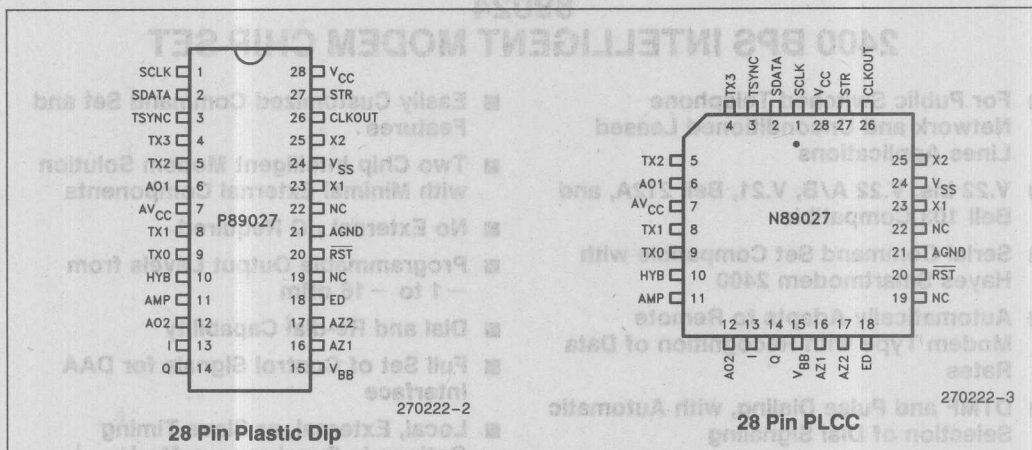 SCLK 1 28 VCC
SDATA 2 27 STR
TSYNC 3 26 CLKOUT
TX3 4 25 X2
TX2 5 24 VSS
AO1 6 23 X1
AVCC 7 P89027 22 NC
TX1 8 21 AGND
TX0 9 20 RST
HYB 10 19 NC
AMP 11 18 ED
AO2 12 17 AZ2
I 13 16 AZ1
Q 14 15 VBB
270222-2
28 Pin Plastic Dip
TX3 TSYNC SDATA SCLK VCC STR CLKOUT
4 3 2 1 28 27 26
TX2 5 25 X2
AO1 6 24 VSS
AVCC 7 23 X1
TX1 8 N89027 22 NC
TX0 9 21 AGND
HYB 10 20 RST
AMP 11 19 NC
12 13 14 15 16 17 18
AO2 I Q VBB AZ1 AZ2 ED
270222-3
28 Pin PLCC
89024
2400 BPS INTELLIGENT MODEM CHIP SET
Easily Customized Command Set and
Features
Two Chip Intelligent Modem Solution
with Minimal External Components
No External Required
Programmable Output Levels from
-1 to -16 dBm
Dial and Re-dial Capability
Full Set of Control Signals for DAA
Interface
Local, External or Slave Timing
For Public Switched Telephone
Network and Unconditioned Leased
Lines Applications
V.22 bis, V.22 A/B, V.21, Bell 212A, and
Bell 103 Compatible
Serial Command Set Compatible with
Hayes Smartmodem 2400
Automatically Adapts to Remote
Modem Type with Recognition of Data
Rates
DTMF and Pulse Dialing, with Automatic
Selection of Dial Signaling